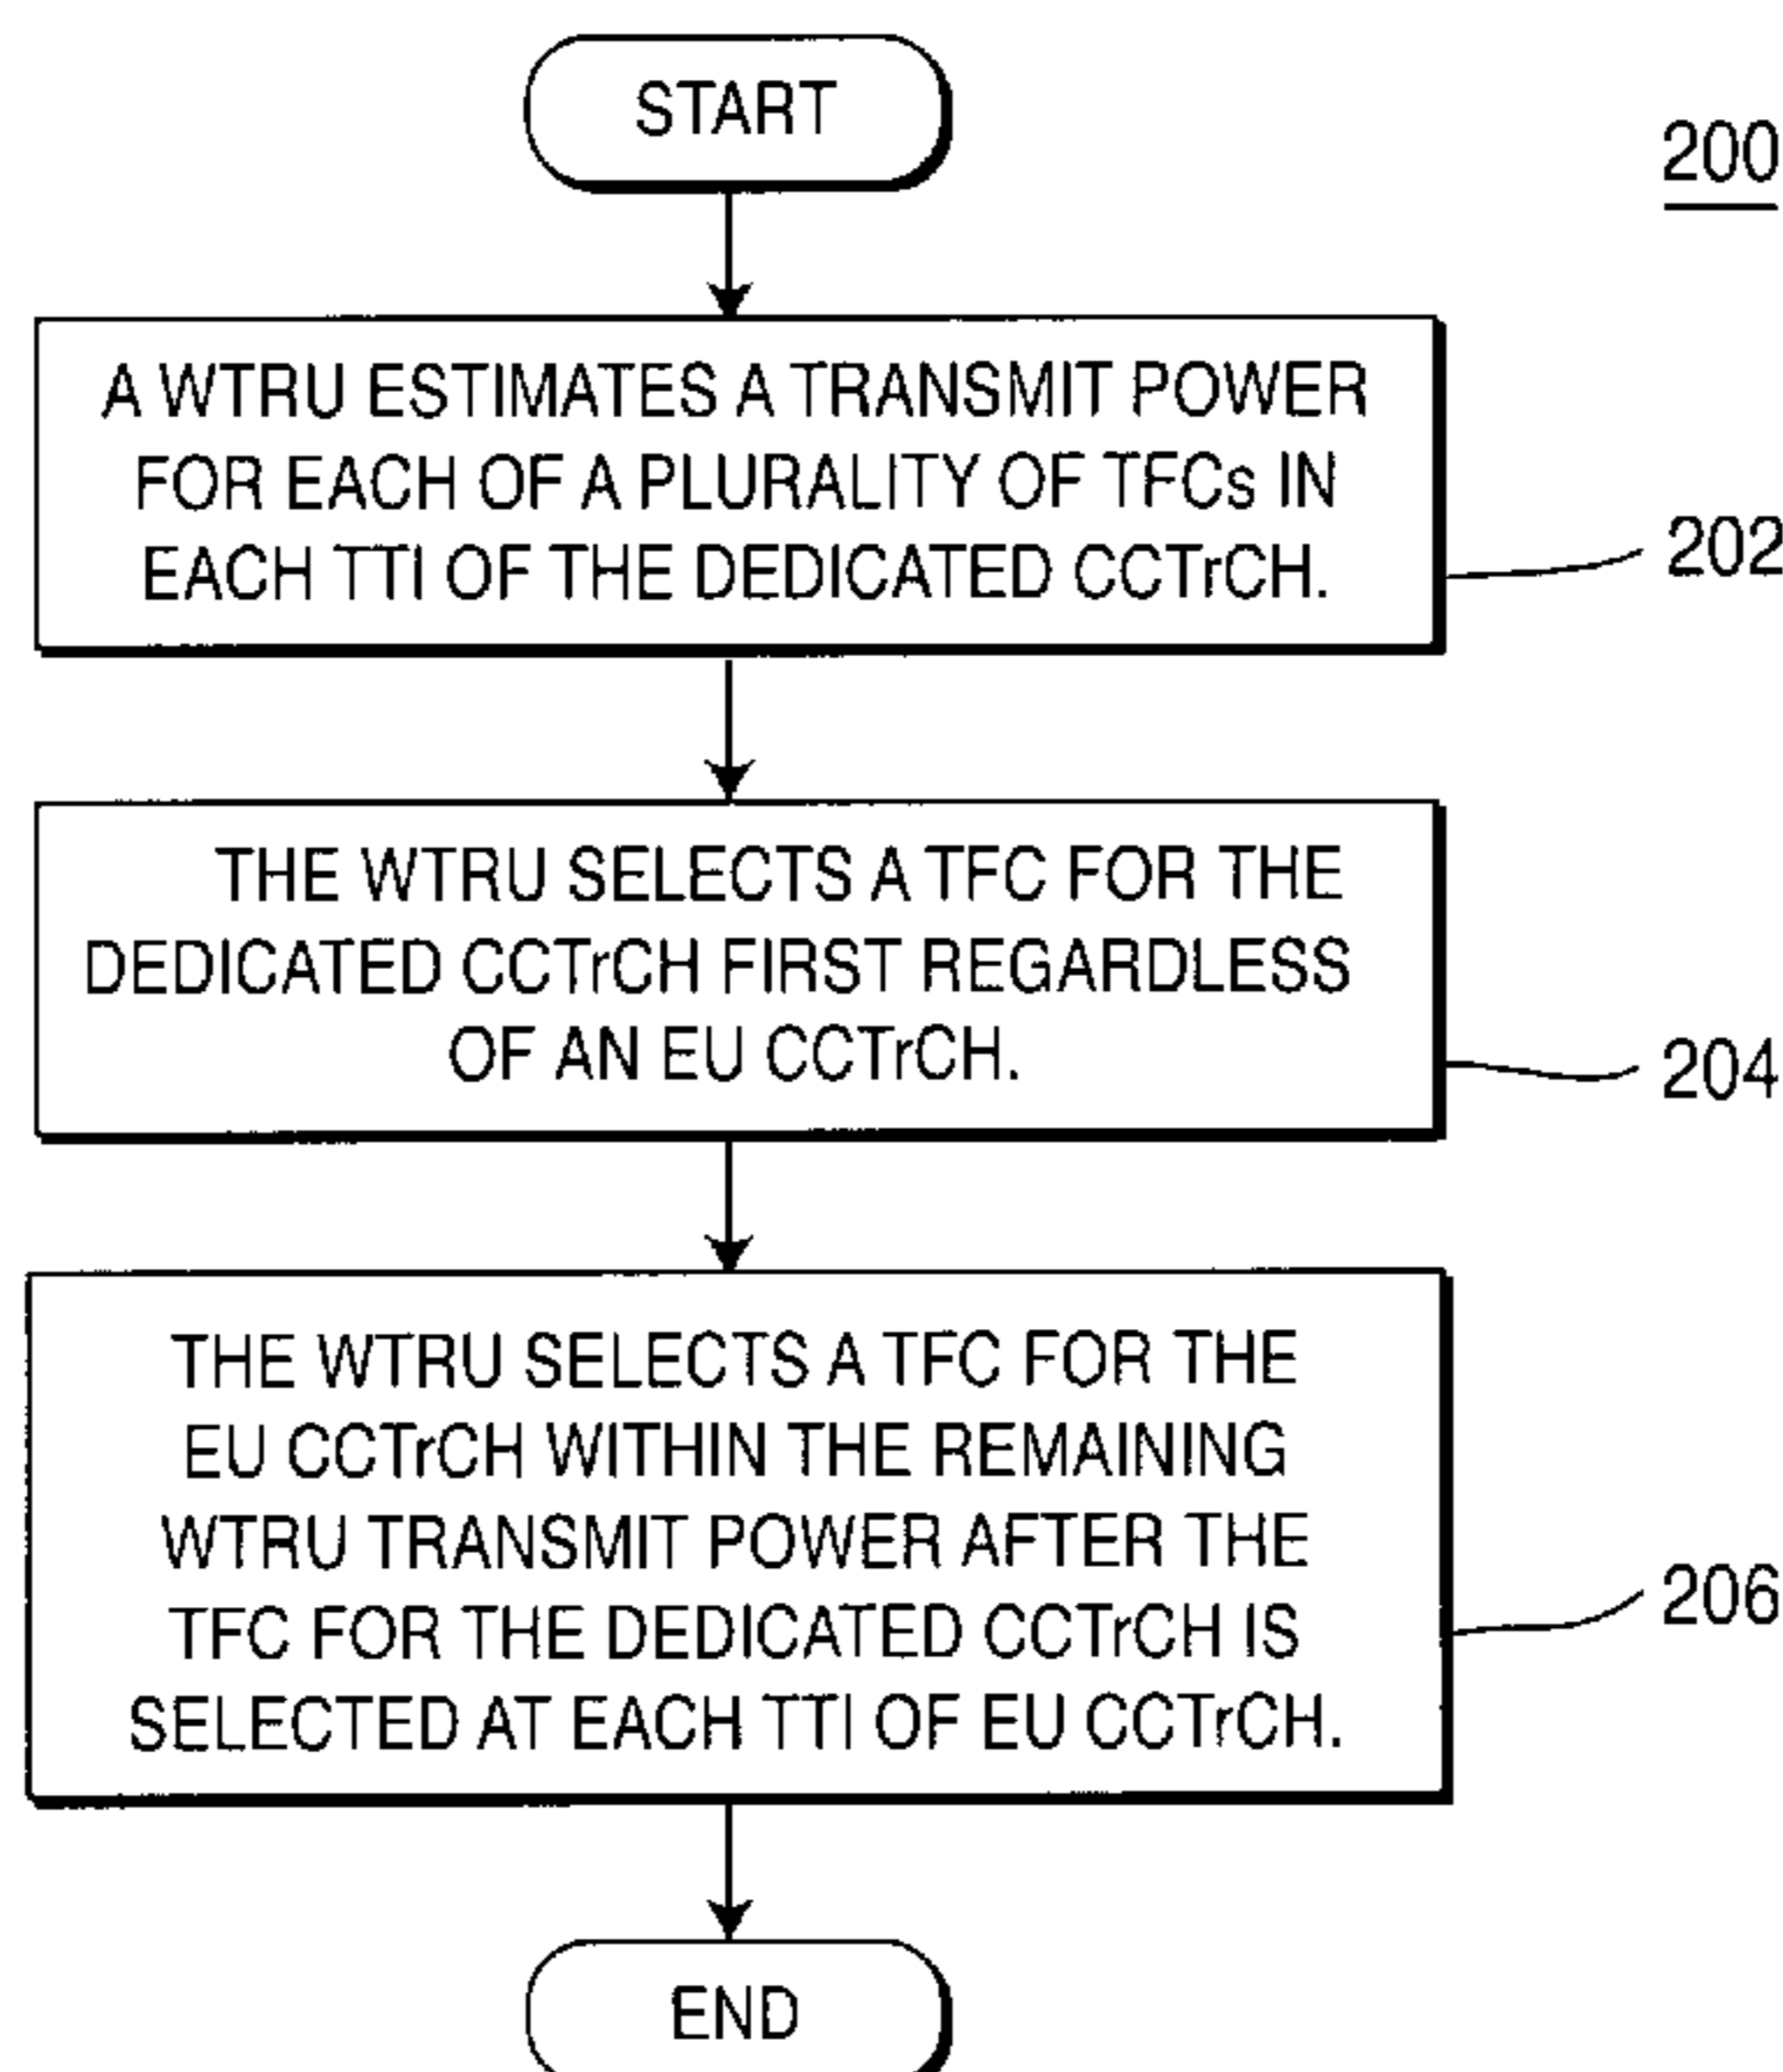 START
200
A WTRU ESTIMATES A TRANSMIT POWER
FOR EACH OF A PLURALITY OF TFCs IN
EACH TTI OF THE DEDICATED CCTrCH.
202
THE WTRU SELECTS A TFC FOR THE
DEDICATED CCTrCH FIRST REGARDLESS
OF AN EU CCTrCH.
204
THE WTRU SELECTS A TFC FOR THE
EU CCTrCH WITHIN THE REMAINING
WTRU TRANSMIT POWER AFTER THE
TFC FOR THE DEDICATED CCTrCH IS
SELECTED AT EACH TTI OF EU CCTrCH.
206
END